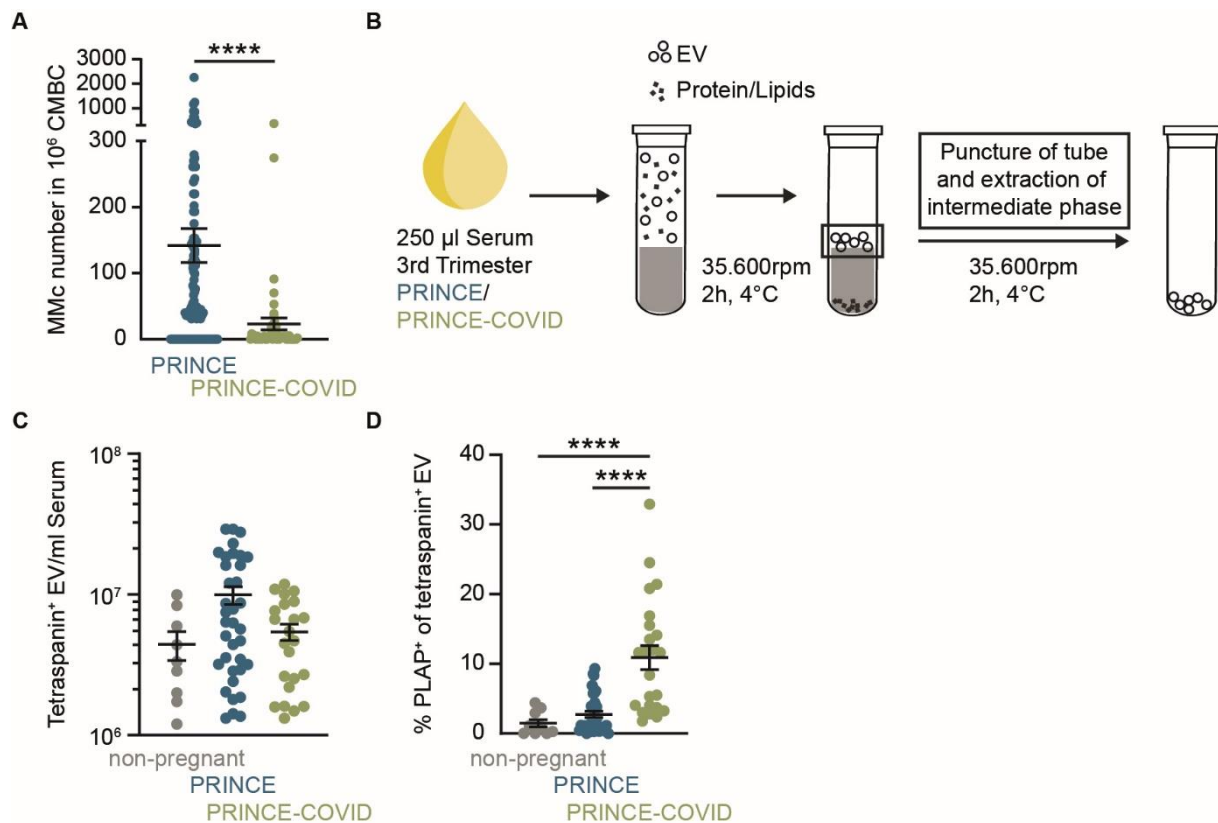 A
MMc number in 10⁶ CMBC
3000
2000
1000
300
200
100
0
****
PRINCE
PRINCE-COVID
B
EV
Protein/Lipids
250 µl Serum
3rd Trimester
PRINCE/
PRINCE-COVID
35.600rpm
2h, 4°C
Puncture of tube
and extraction of
intermediate phase
35.600rpm
2h, 4°C
C
Tetraspanin⁺ EV/ml Serum
10⁸
10⁷
10⁶
non-pregnant
PRINCE
PRINCE-COVID
D
% PLAP⁺ of tetraspanin⁺ EV
40
30
20
10
0
****
****
non-pregnant
PRINCE
PRINCE-COVID